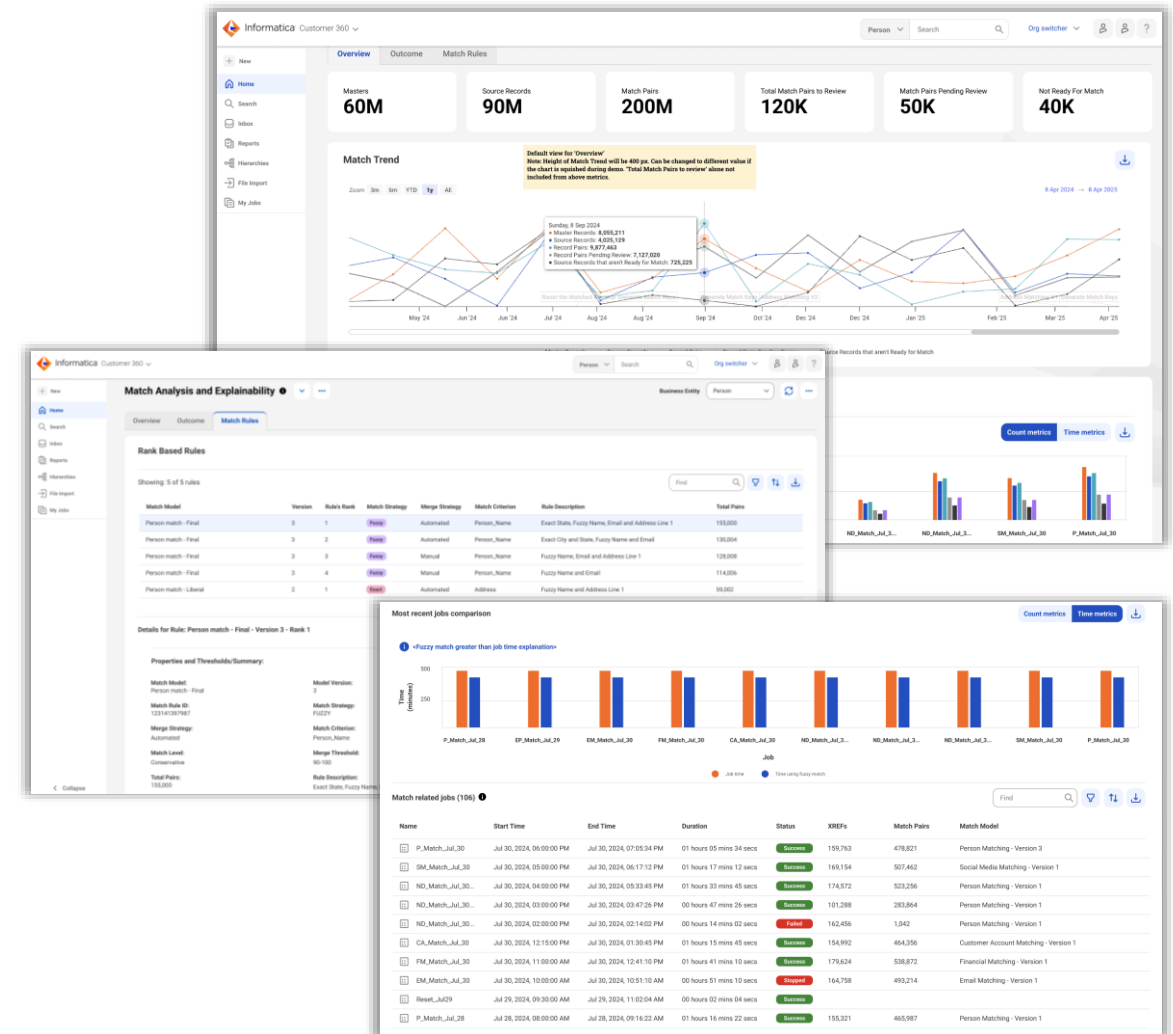 Informatica Customer 360
Person
Search
Org switcher
?
New
Home
Search
Inbox
Reports
Hierarchies
File Import
My Jobs
Overview Outcome Match Rules
Masters
60M
Source Records
90M
Match Pairs
200M
Total Match Pairs to Review
120K
Match Pairs Pending Review
50K
Not Ready For Match
40K
Match Trend
Default view for 'Overview'
Note: Height of Match Trend will be 400 px. Can be changed to different value if
the chart is squished during demo. 'Total Match Pairs to review' alone not
included from above metrics.
Zoom 3m 6m YTD 1y All
8 Apr 2024 → 8 Apr 2025
Sunday, 8 Sep 2024
Master Records: 8,055,211
Source Records: 4,025,129
Record Pairs: 9,877,463
Record Pairs Pending Review: 7,127,020
Source Records that aren't Ready for Match: 725,225
May '24 Jun '24 Jun '24 Jul '24 Aug '24 Aug '24 Sep '24 Oct '24 Dec '24 Dec '24 Jan '25 Feb '25 Mar '25 Apr '25
Source Records that aren't Ready for Match
Count metrics Time metrics
ND_Match_Jul_3... ND_Match_Jul_3... SM_Match_Jul_30 P_Match_Jul_30
Informatica Customer 360
Person
Search
Org switcher
?
New
Home
Search
Inbox
Reports
Hierarchies
File Import
My Jobs
Collapse
Match Analysis and Explainability
Business Entity Person
Overview Outcome Match Rules
Rank Based Rules
Showing: 5 of 5 rules
Find
Match Model Version Rule's Rank Match Strategy Merge Strategy Match Criterion Rule Description Total Pairs
Person match - Final 3 1 Fuzzy Automated Person_Name Exact State, Fuzzy Name, Email and Address Line 1 155,000
Person match - Final 3 2 Fuzzy Automated Person_Name Exact City and State, Fuzzy Name and Email 130,004
Person match - Final 3 3 Fuzzy Manual Person_Name Fuzzy Name, Email and Address Line 1 128,008
Person match - Final 3 4 Fuzzy Manual Person_Name Fuzzy Name and Email 114,006
Person match - Liberal 2 1 Exact Automated Address Fuzzy Name and Address Line 1 59,002
Details for Rule: Person match - Final - Version 3 - Rank 1
Properties and Thresholds/Summary:
Match Model:
Person match - Final
Model Version:
3
Match Rule ID:
123141397987
Match Strategy:
FUZZY
Merge Strategy:
Automated
Match Criterion:
Person_Name
Match Level:
Conservative
Merge Threshold:
90-100
Total Pairs:
155,000
Rule Description:
Exact State, Fuzzy Name,
Most recent jobs comparison
Count metrics Time metrics
<Fuzzy match greater than job time explanation>
Time
(minutes)
500
250
P_Match_Jul_28 EP_Match_Jul_29 EM_Match_Jul_30 FM_Match_Jul_30 CA_Match_Jul_30 ND_Match_Jul_3... ND_Match_Jul_3... ND_Match_Jul_3... SM_Match_Jul_30 P_Match_Jul_30
Job
Job time Time using fuzzy match
Match related jobs (106)
Find
Name Start Time End Time Duration Status XREFs Match Pairs Match Model
P_Match_Jul_30 Jul 30, 2024, 06:00:00 PM Jul 30, 2024, 07:05:34 PM 01 hours 05 mins 34 secs Success 159,763 478,821 Person Matching - Version 3
SM_Match_Jul_30 Jul 30, 2024, 05:00:00 PM Jul 30, 2024, 06:17:12 PM 01 hours 17 mins 12 secs Success 169,154 507,462 Social Media Matching - Version 1
ND_Match_Jul_30... Jul 30, 2024, 04:00:00 PM Jul 30, 2024, 05:33:45 PM 01 hours 33 mins 45 secs Success 174,572 523,256 Person Matching - Version 1
ND_Match_Jul_30... Jul 30, 2024, 03:00:00 PM Jul 30, 2024, 03:47:26 PM 00 hours 47 mins 26 secs Success 101,288 283,864 Person Matching - Version 1
ND_Match_Jul_30... Jul 30, 2024, 02:00:00 PM Jul 30, 2024, 02:14:02 PM 00 hours 14 mins 02 secs Failed 162,456 1,042 Person Matching - Version 1
CA_Match_Jul_30 Jul 30, 2024, 12:15:00 PM Jul 30, 2024, 01:30:45 PM 01 hours 15 mins 45 secs Success 154,992 464,356 Customer Account Matching - Version 1
FM_Match_Jul_30 Jul 30, 2024, 11:00:00 AM Jul 30, 2024, 12:41:10 PM 01 hours 41 mins 10 secs Success 179,624 538,872 Financial Matching - Version 1
EM_Match_Jul_30 Jul 30, 2024, 10:00:00 AM Jul 30, 2024, 10:51:10 AM 00 hours 51 mins 10 secs Stopped 164,758 493,214 Email Matching - Version 1
Reset_Jul29 Jul 29, 2024, 09:30:00 AM Jul 29, 2024, 11:02:04 AM 00 hours 02 mins 04 secs Success
P_Match_Jul_28 Jul 28, 2024, 08:00:00 AM Jul 28, 2024, 09:16:22 AM 01 hours 16 mins 22 secs Success 155,321 465,987 Person Matching - Version 1